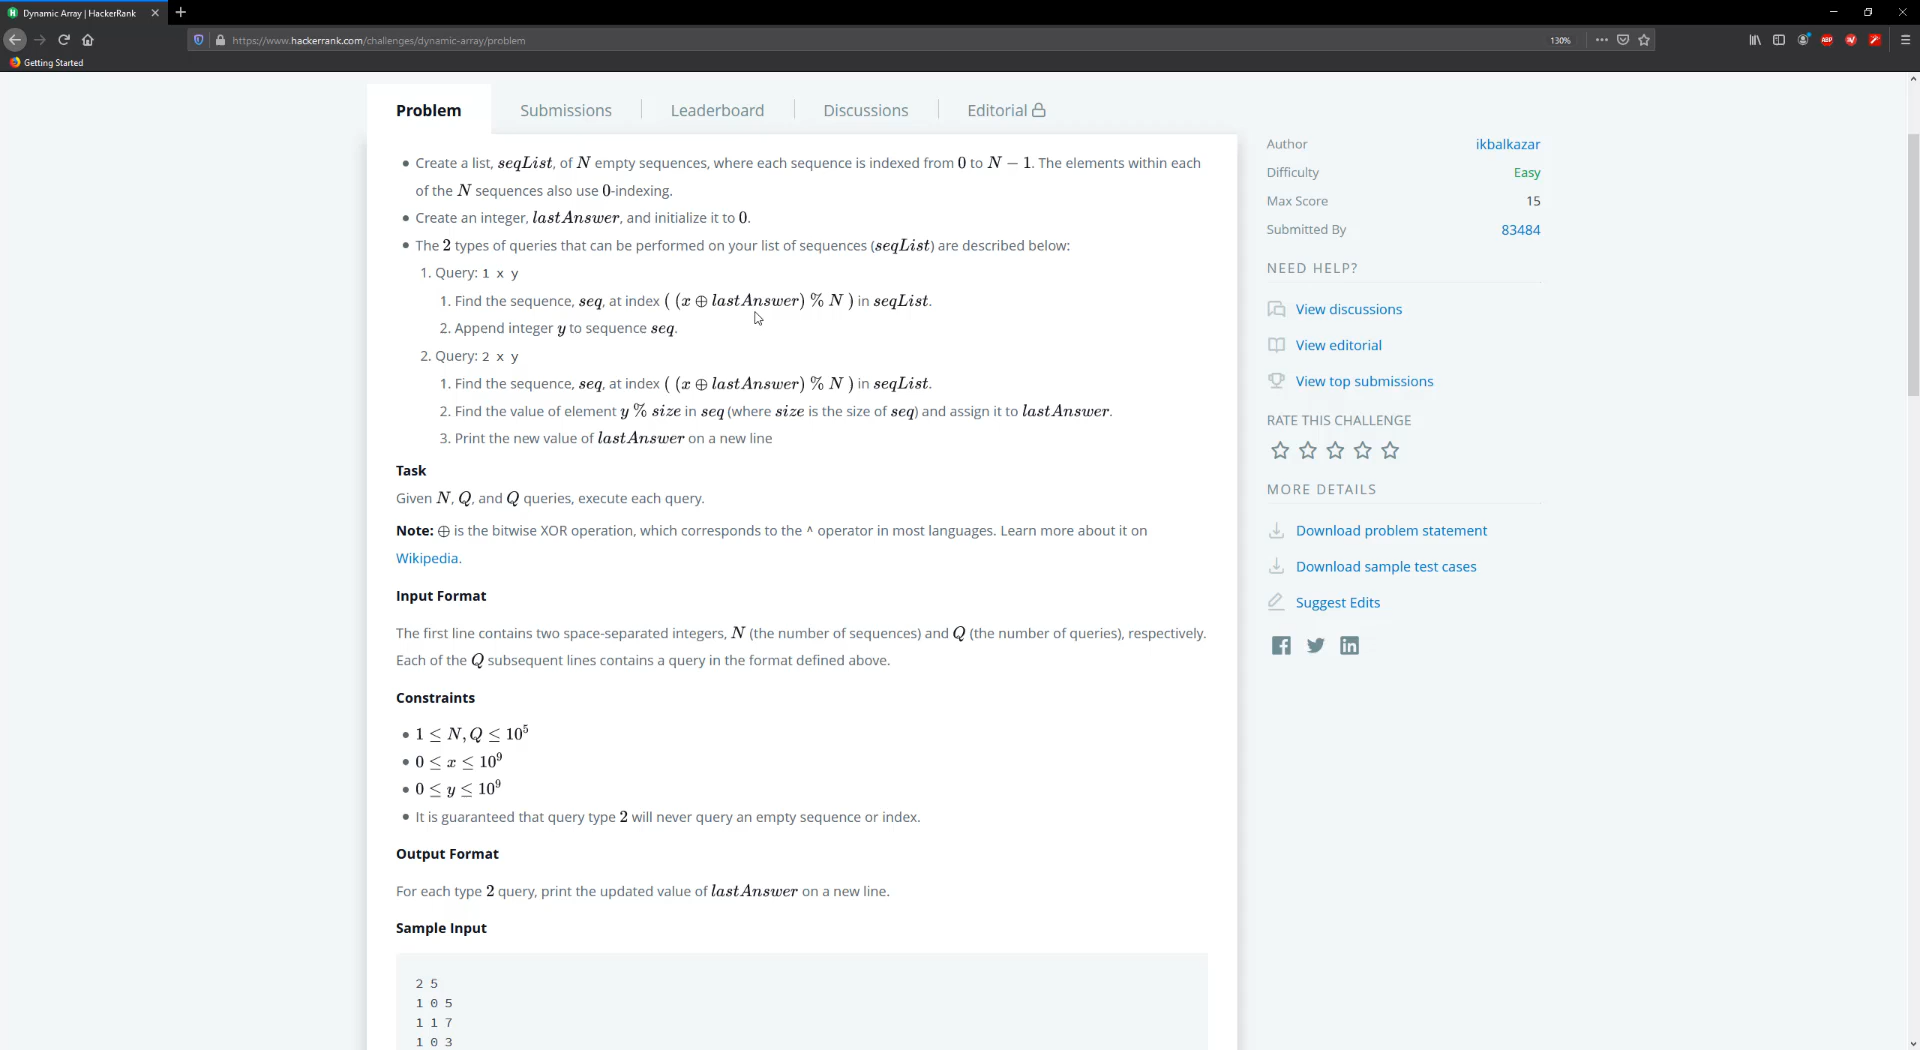 Dynamic Array | HackerRank
https://www.hackerrank.com/challenges/dynamic-array/problem
130%
ABP
Getting Started
Problem
Submissions
Leaderboard
Discussions
Editorial
• Create a list, seqList, of N empty sequences, where each sequence is indexed from 0 to N − 1. The elements within each
of the N sequences also use 0-indexing.
• Create an integer, lastAnswer, and initialize it to 0.
• The 2 types of queries that can be performed on your list of sequences (seqList) are described below:
1. Query: 1 x y
1. Find the sequence, seq, at index ( (x ⊕ lastAnswer) % N ) in seqList.
2. Append integer y to sequence seq.
2. Query: 2 x y
1. Find the sequence, seq, at index ( (x ⊕ lastAnswer) % N ) in seqList.
2. Find the value of element y % size in seq (where size is the size of seq) and assign it to lastAnswer.
3. Print the new value of lastAnswer on a new line
Task
Given N, Q, and Q queries, execute each query.
Note: ⊕ is the bitwise XOR operation, which corresponds to the ^ operator in most languages. Learn more about it on
Wikipedia.
Input Format
The first line contains two space-separated integers, N (the number of sequences) and Q (the number of queries), respectively.
Each of the Q subsequent lines contains a query in the format defined above.
Constraints
• 1 ≤ N, Q ≤ 10⁵
• 0 ≤ x ≤ 10⁹
• 0 ≤ y ≤ 10⁹
• It is guaranteed that query type 2 will never query an empty sequence or index.
Output Format
For each type 2 query, print the updated value of lastAnswer on a new line.
Sample Input
2 5
1 0 5
1 1 7
1 0 3
Author ikbalkazar
Difficulty Easy
Max Score 15
Submitted By 83484
NEED HELP?
View discussions
View editorial
View top submissions
RATE THIS CHALLENGE
MORE DETAILS
Download problem statement
Download sample test cases
Suggest Edits